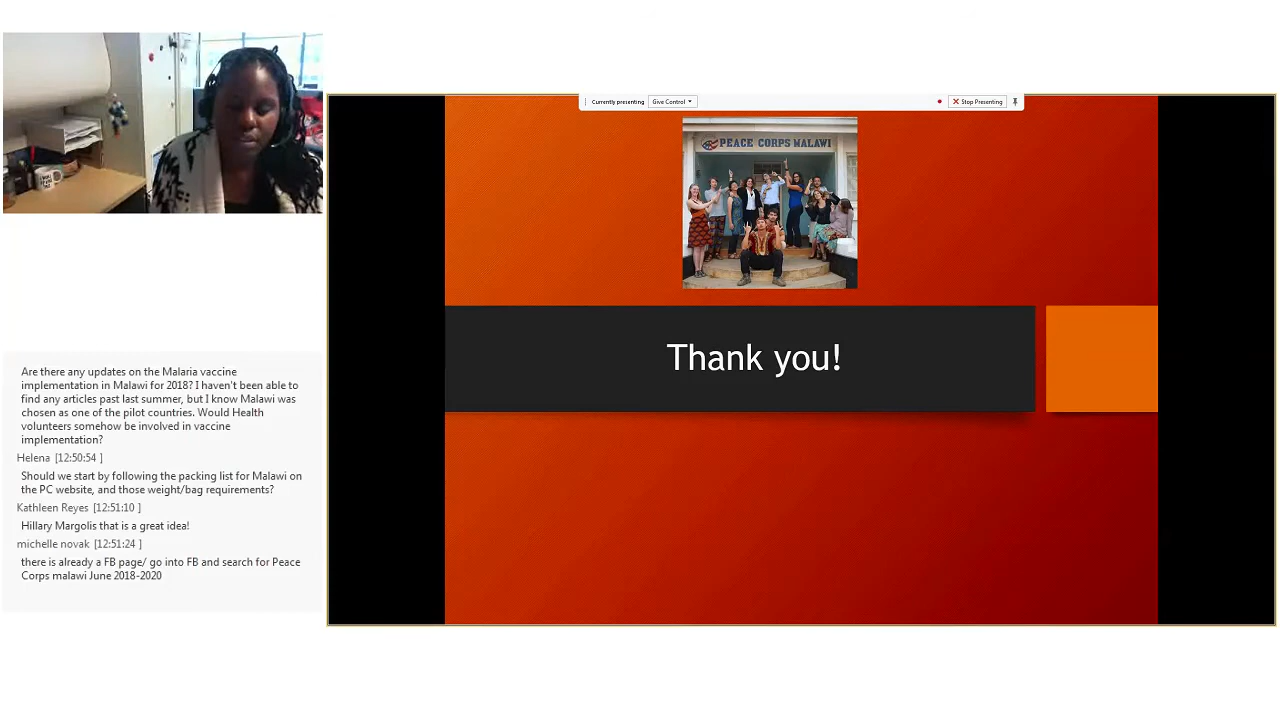 Currently presenting
Give Control
Stop Presenting
PEACE CORPS MALAWI
Thank you!
Are there any updates on the Malaria vaccine
implementation in Malawi for 2018? I haven't been able to
find any articles past last summer, but I know Malawi was
chosen as one of the pilot countries. Would Health
volunteers somehow be involved in vaccine
implementation?
Helena [12:50:54 ]
Should we start by following the packing list for Malawi on
the PC website, and those weight/bag requirements?
Kathleen Reyes [12:51:10 ]
Hillary Margolis that is a great idea!
michelle novak [12:51:24 ]
there is already a FB page/ go into FB and search for Peace
Corps malawi June 2018-2020